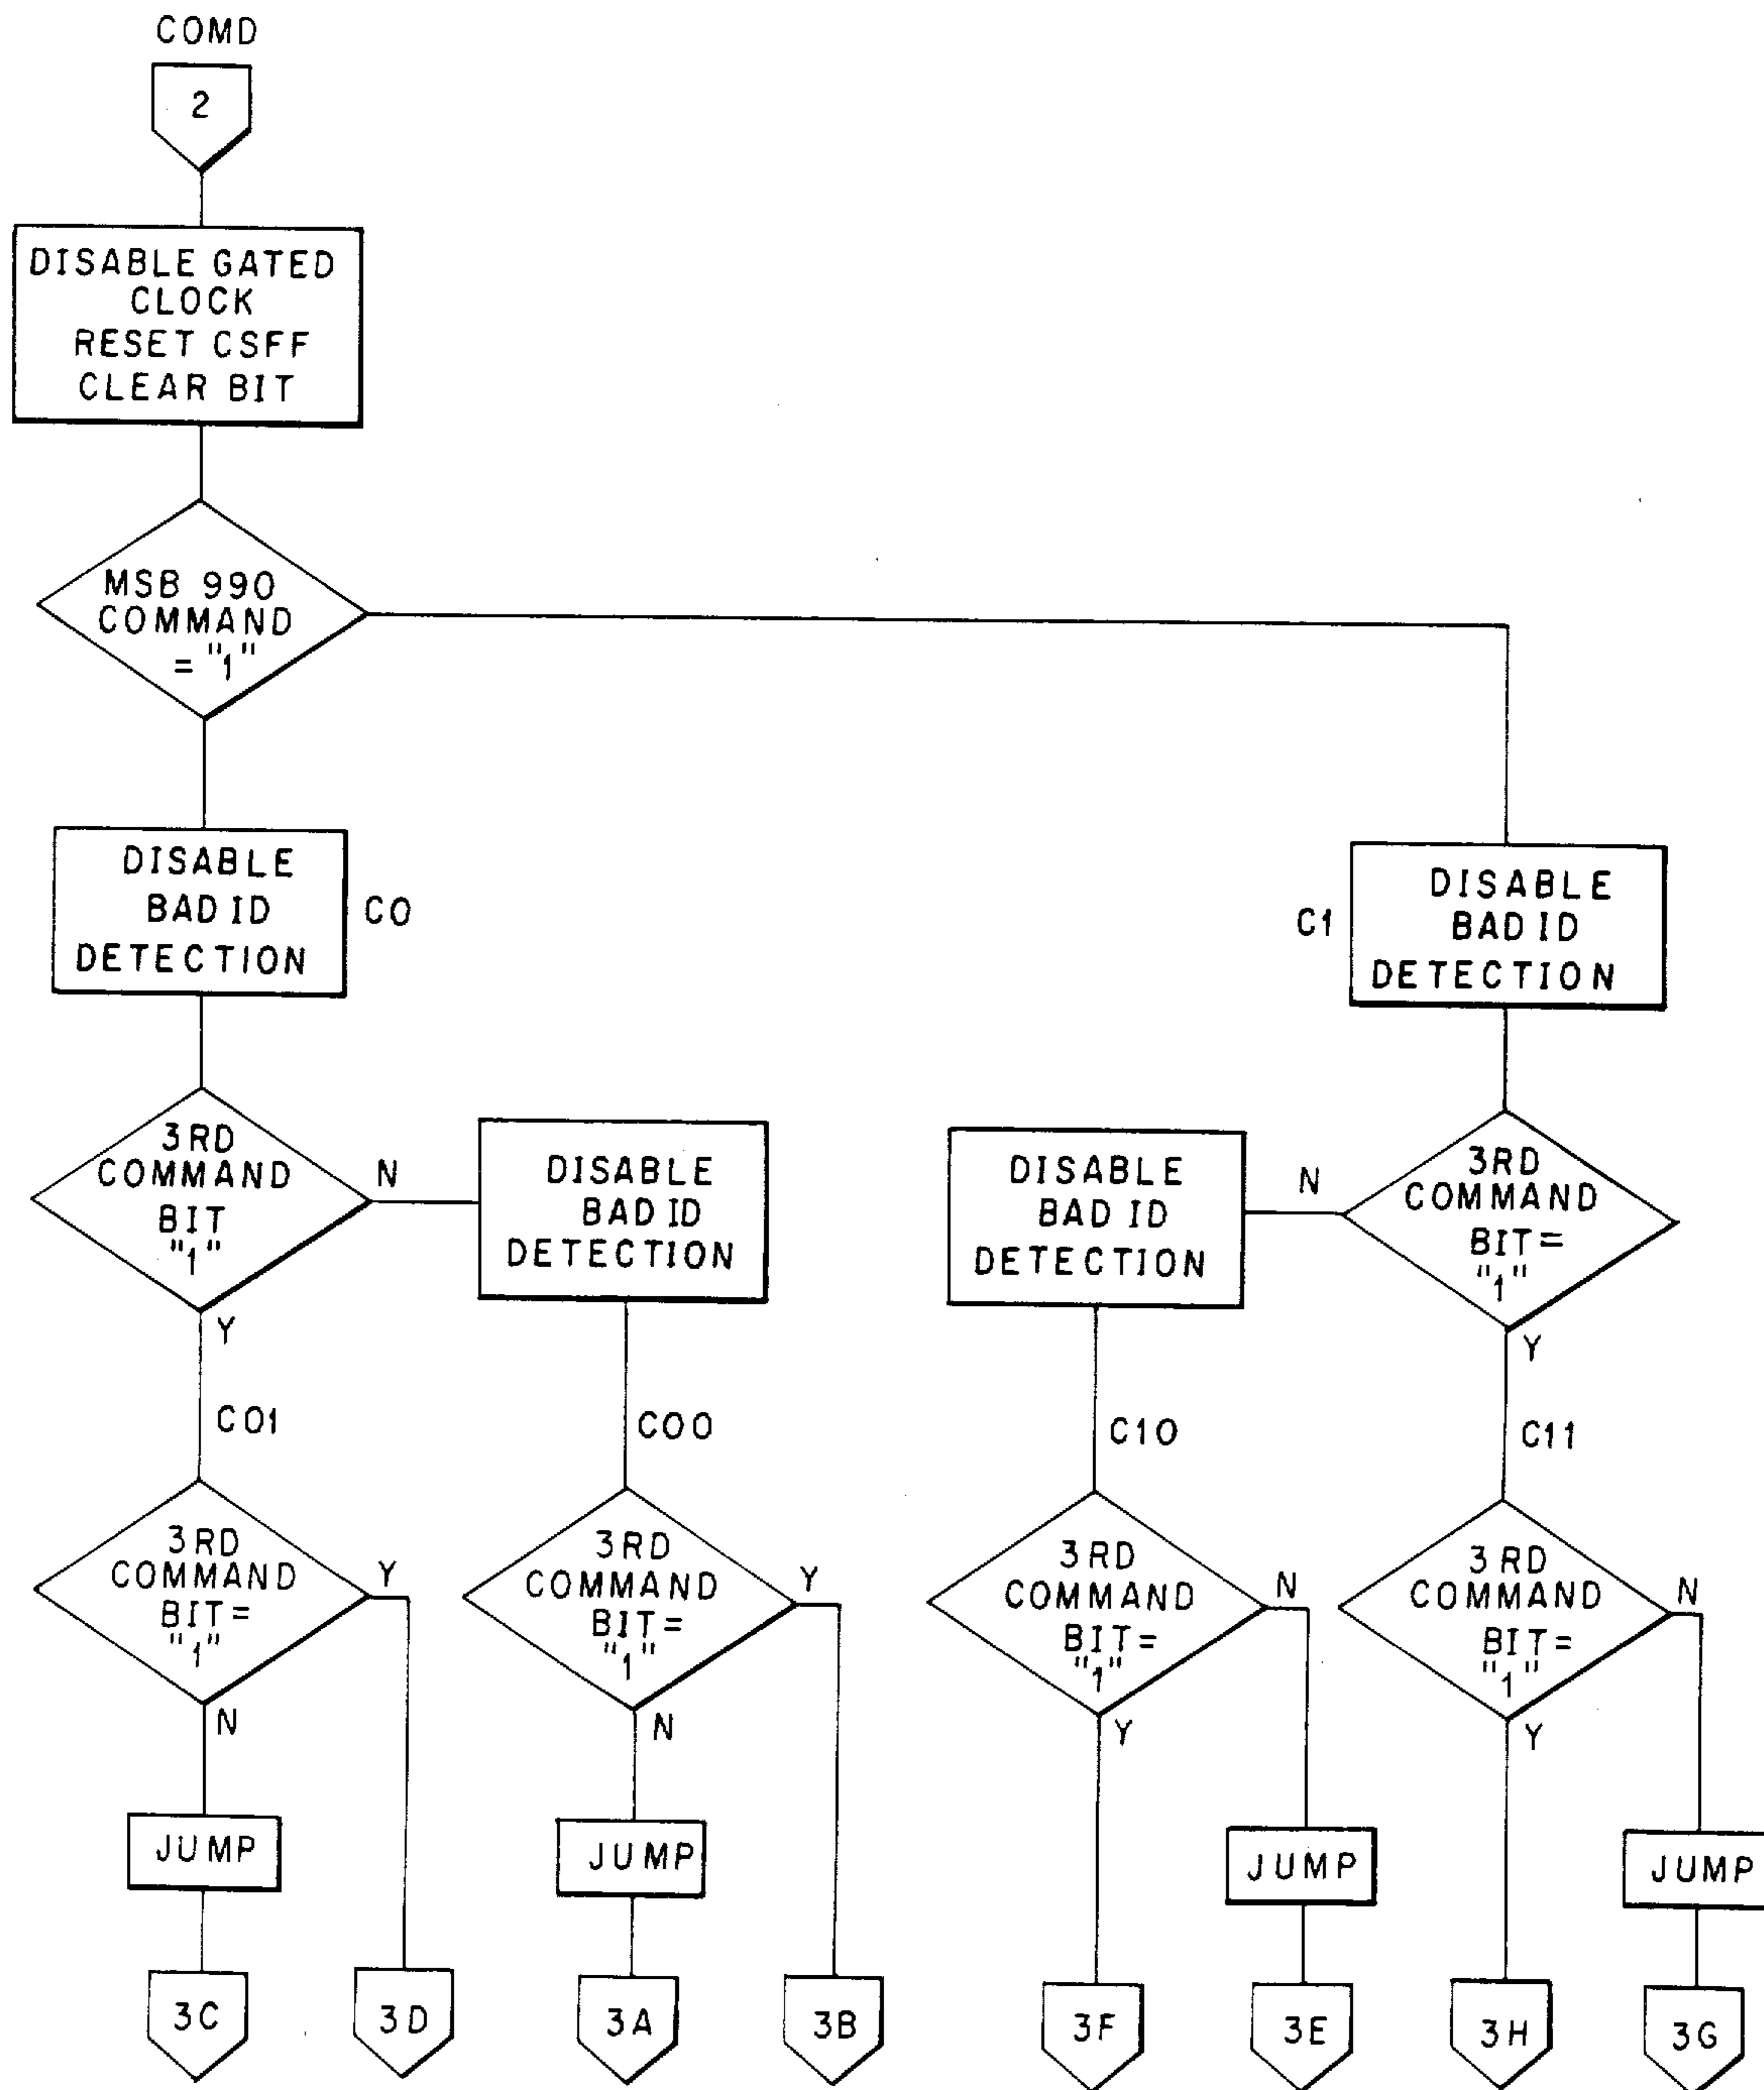 COMD
2
DISABLE GATED
CLOCK
RESET CSFF
CLEAR BIT
MSB 990
COMMAND
= "1"
DISABLE
BAD ID
DETECTION
C0
C1
DISABLE
BAD ID
DETECTION
3RD
COMMAND
BIT
"1"
N
Y
DISABLE
BAD ID
DETECTION
DISABLE
BAD ID
DETECTION
N
3RD
COMMAND
BIT=
"1"
Y
C01
C00
C10
C11
3RD
COMMAND
BIT=
"1"
Y
N
3RD
COMMAND
BIT=
"1"
Y
N
3RD
COMMAND
BIT=
"1"
N
Y
3RD
COMMAND
BIT=
"1"
N
Y
JUMP
JUMP
JUMP
JUMP
3C
3D
3A
3B
3F
3E
3H
3G